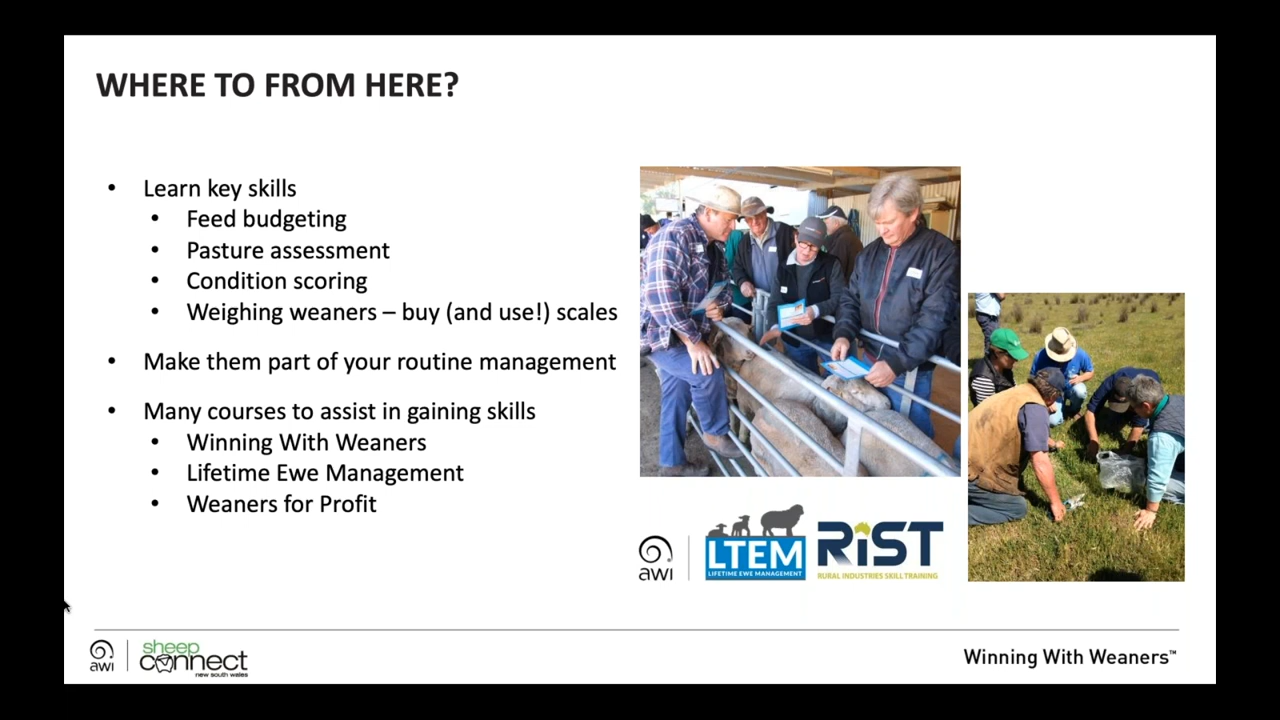 WHERE TO FROM HERE?
• Learn key skills
• Feed budgeting
• Pasture assessment
• Condition scoring
• Weighing weaners – buy (and use!) scales
• Make them part of your routine management
• Many courses to assist in gaining skills
• Winning With Weaners
• Lifetime Ewe Management
• Weaners for Profit
awi
LTEM
LIFETIME EWE MANAGEMENT
RiST
RURAL INDUSTRIES SKILL TRAINING
awi
sheep
connect
new south wales
Winning With Weaners™